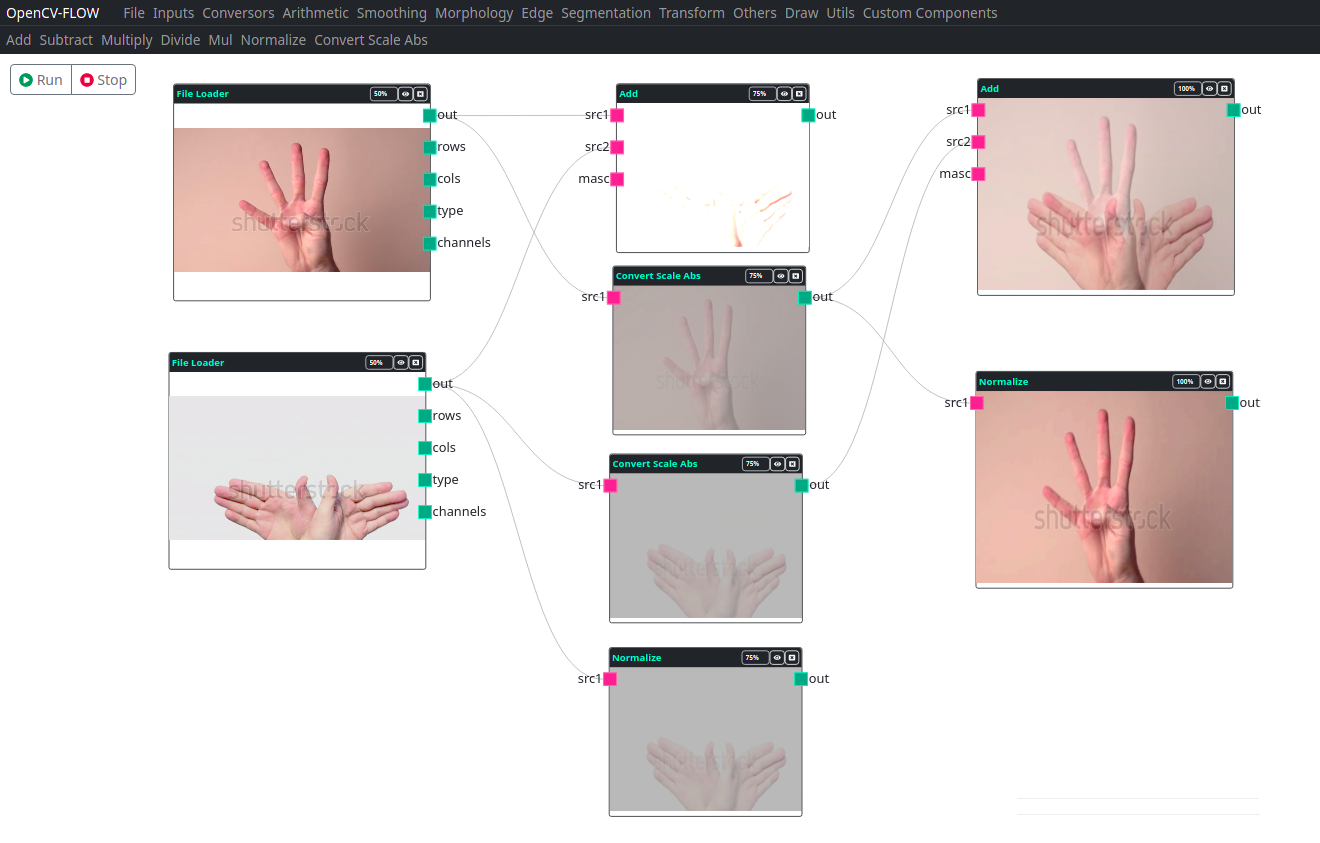 OpenCV-FLOW File Inputs Conversors Arithmetic Smoothing Morphology Edge Segmentation Transform Others Draw Utils Custom Components
Add Subtract Multiply Divide Mul Normalize Convert Scale Abs
Run Stop
File Loader 50%
out
rows
cols
type
channels
shutterstock
File Loader 50%
out
rows
cols
type
channels
shutterstock
Add 75%
src1 out
src2
masc
Convert Scale Abs 75%
src1 out
shutterstock
Convert Scale Abs 75%
src1 out
shutterstock
Normalize 75%
src1 out
shutterstock
Add 100%
src1 out
src2
masc
shutterstock
Normalize 100%
src1 out
shutterstock